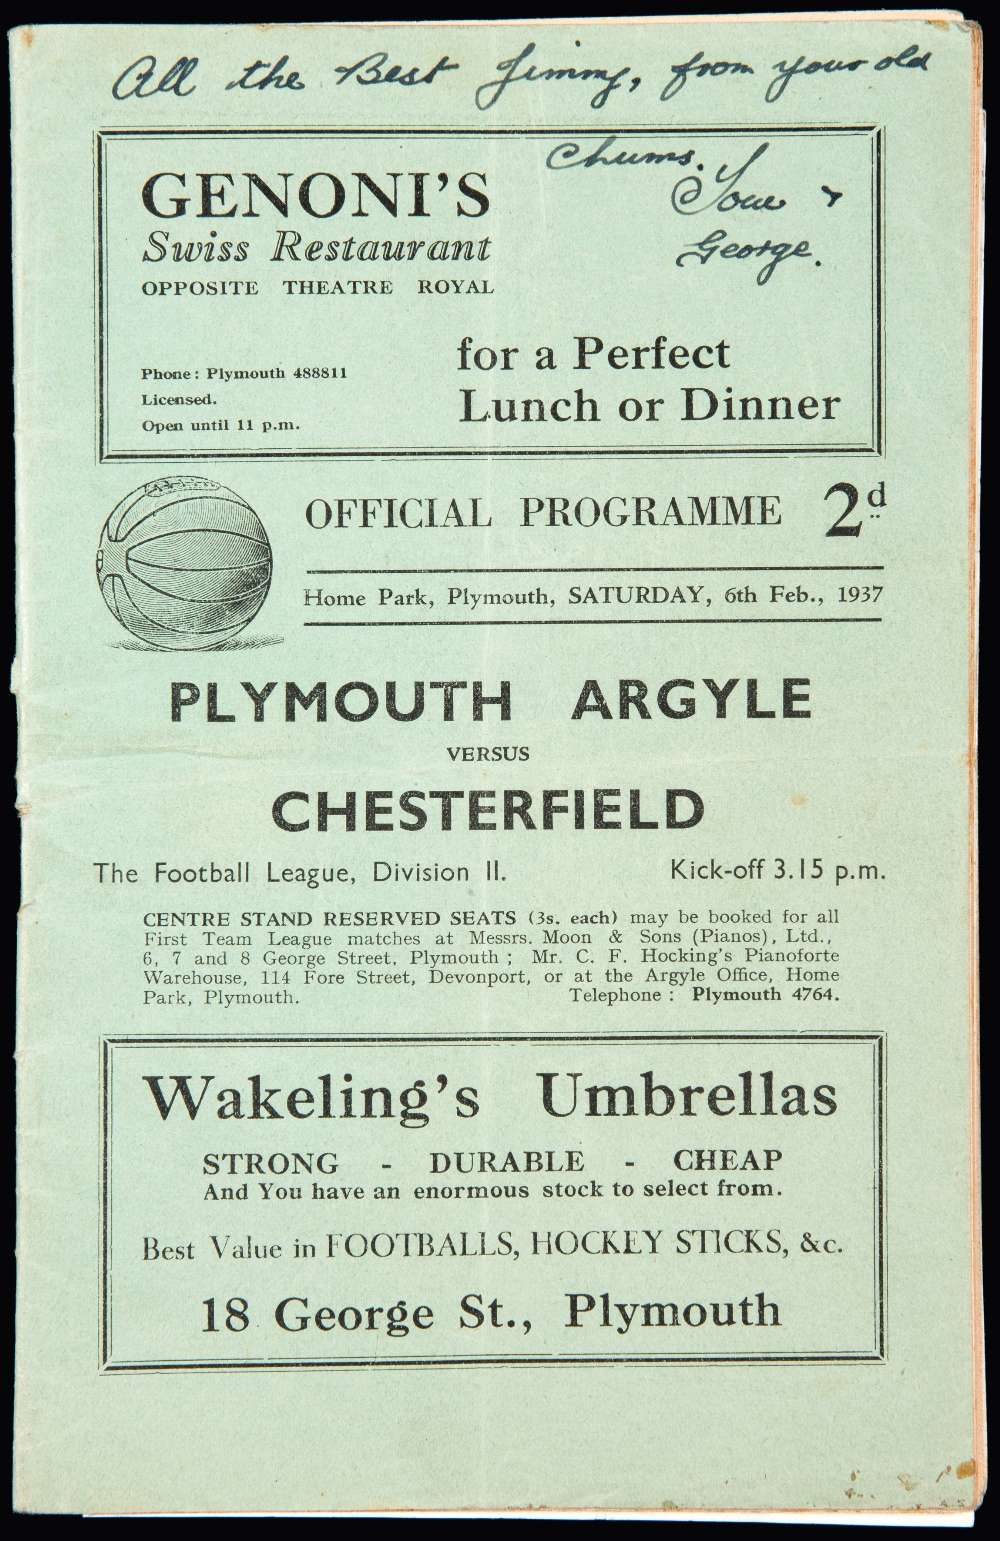 All the Best Jimmy, from your old
Chums.
&
George.
GENONI'S
Swiss Restaurant
OPPOSITE THEATRE ROYAL
Phone: Plymouth 488811
Licensed.
Open until 11 p.m.
for a Perfect
Lunch or Dinner
OFFICIAL PROGRAMME 2d
Home Park, Plymouth, SATURDAY, 6th Feb., 1937
PLYMOUTH ARGYLE
VERSUS
CHESTERFIELD
The Football League, Division II. Kick-off 3.15 p.m.
CENTRE STAND RESERVED SEATS (3s. each) may be booked for all
First Team League matches at Messrs. Moon & Sons (Pianos), Ltd.,
6, 7 and 8 George Street, Plymouth; Mr. C. F. Hocking's Pianoforte
Warehouse, 114 Fore Street, Devonport, or at the Argyle Office, Home
Park, Plymouth. Telephone: Plymouth 4764.
Wakeling's Umbrellas
STRONG - DURABLE - CHEAP
And You have an enormous stock to select from.
Best Value in FOOTBALLS, HOCKEY STICKS, &c.
18 George St., Plymouth